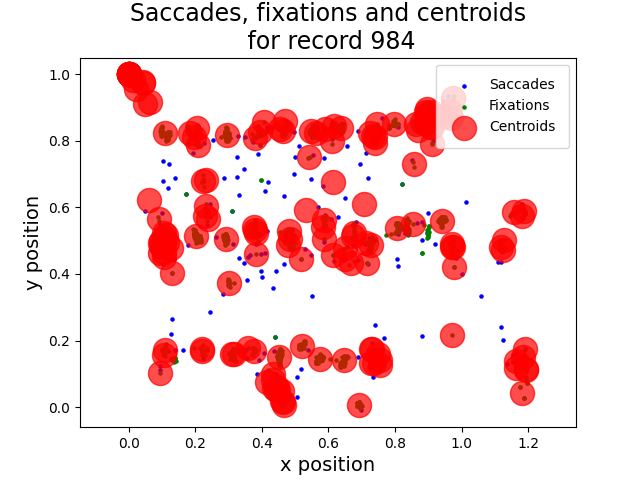 Saccades, fixations and centroids
for record 984
Saccades
Fixations
Centroids
y position
1.0
0.8
0.6
0.4
0.2
0.0
0.0 0.2 0.4 0.6 0.8 1.0 1.2
x position